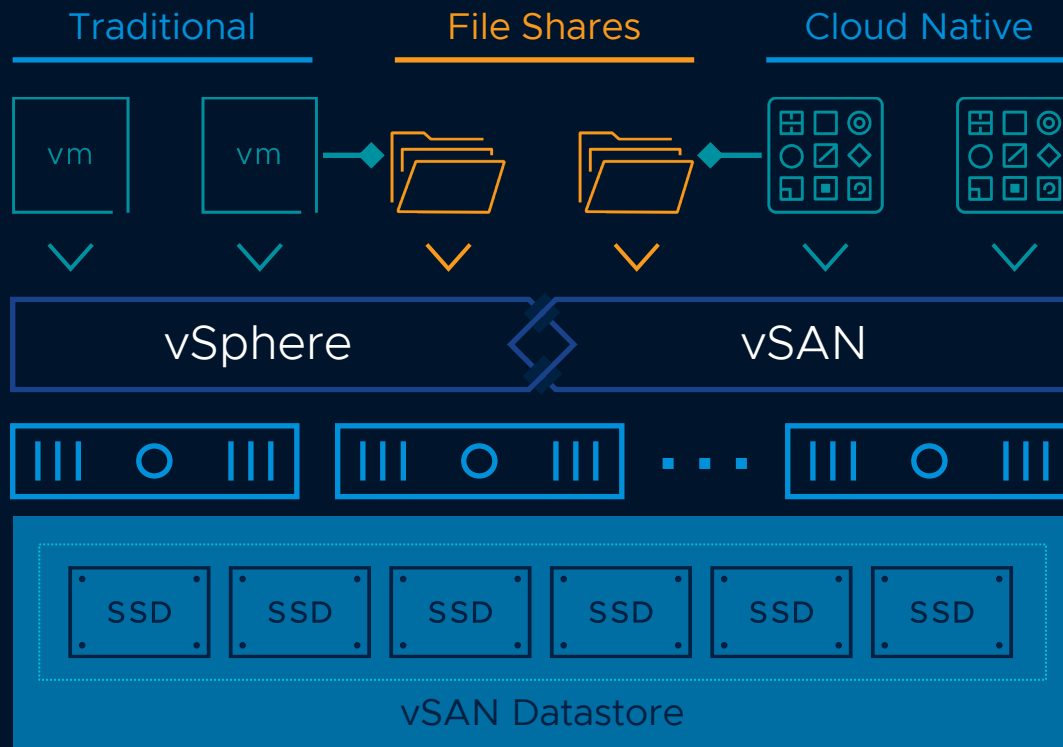 Traditional File Shares Cloud Native
vm vm
vSphere vSAN
SSD SSD SSD SSD SSD SSD
vSAN Datastore